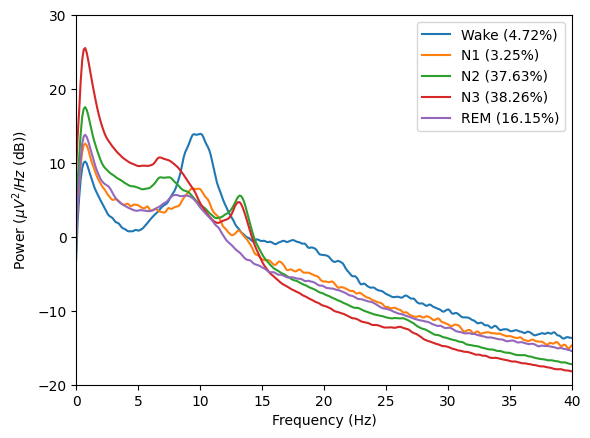 30
20
10
0
−10
−20
Power (μV²/Hz (dB))
Wake (4.72%)
N1 (3.25%)
N2 (37.63%)
N3 (38.26%)
REM (16.15%)
0 5 10 15 20 25 30 35 40
Frequency (Hz)